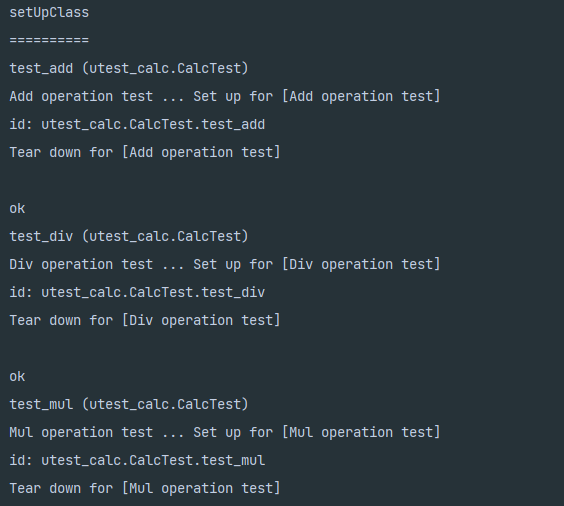 setUpClass
==========
test_add (utest_calc.CalcTest)
Add operation test ... Set up for [Add operation test]
id: utest_calc.CalcTest.test_add
Tear down for [Add operation test]
ok
test_div (utest_calc.CalcTest)
Div operation test ... Set up for [Div operation test]
id: utest_calc.CalcTest.test_div
Tear down for [Div operation test]
ok
test_mul (utest_calc.CalcTest)
Mul operation test ... Set up for [Mul operation test]
id: utest_calc.CalcTest.test_mul
Tear down for [Mul operation test]